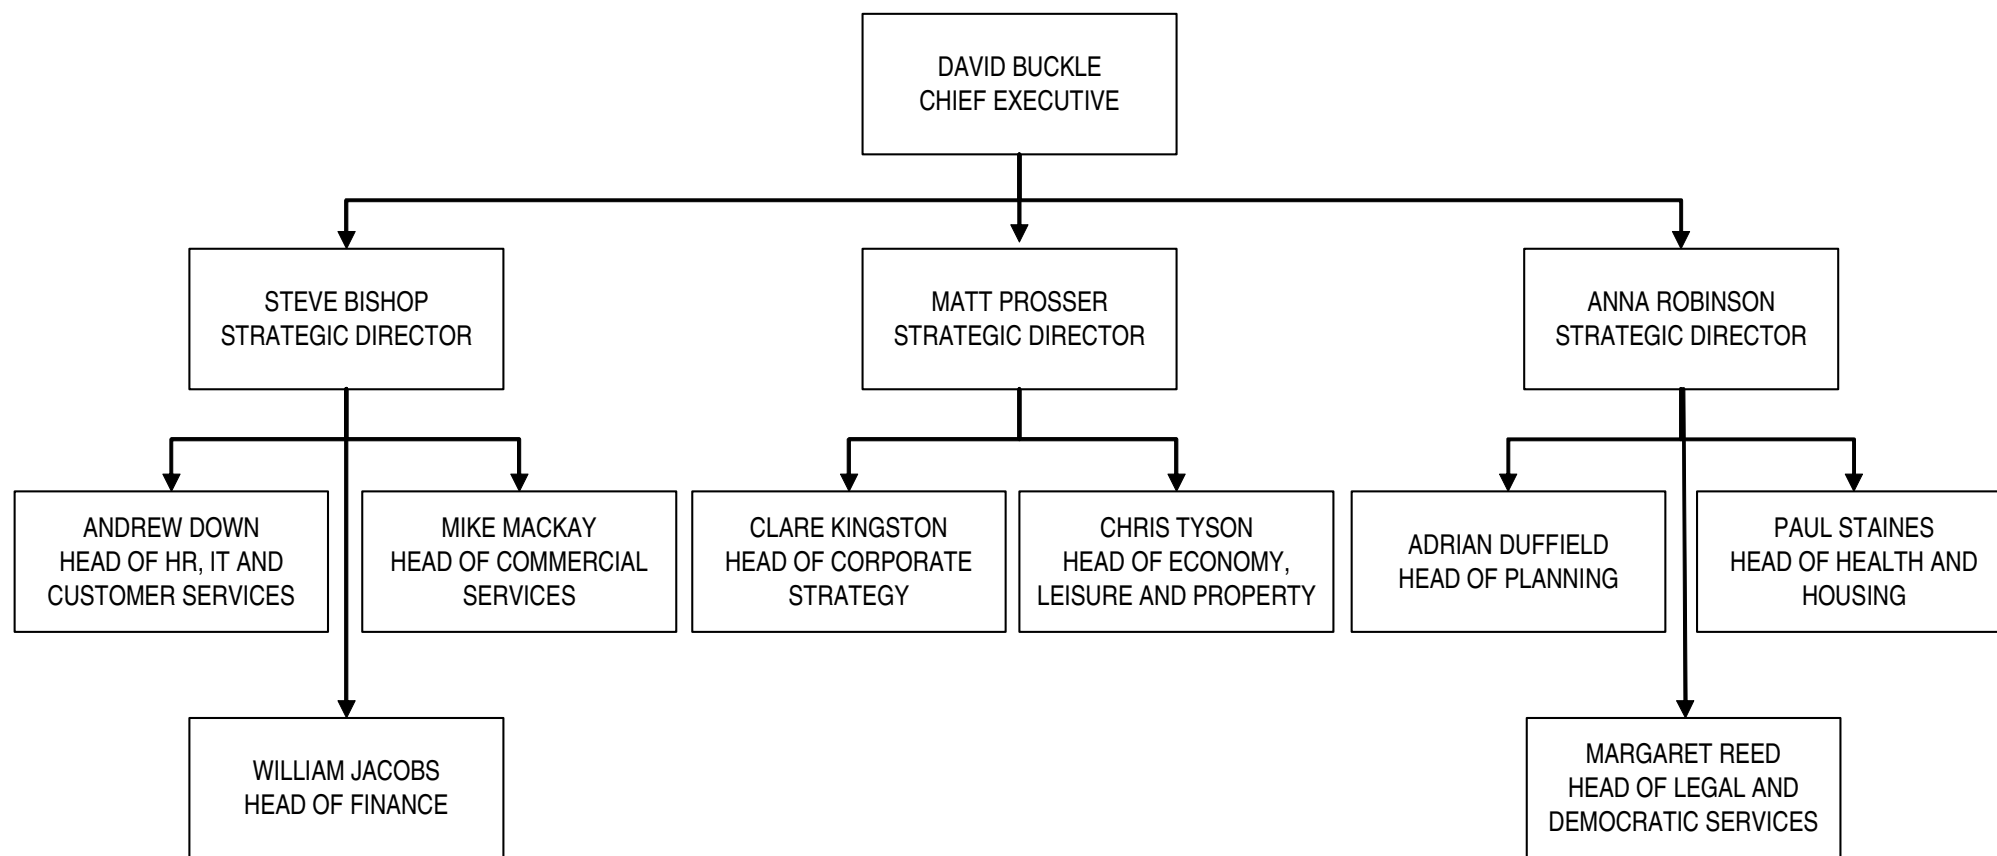 DAVID BUCKLE
CHIEF EXECUTIVE
STEVE BISHOP
STRATEGIC DIRECTOR
MATT PROSSER
STRATEGIC DIRECTOR
ANNA ROBINSON
STRATEGIC DIRECTOR
ANDREW DOWN
HEAD OF HR, IT AND
CUSTOMER SERVICES
MIKE MACKAY
HEAD OF COMMERCIAL
SERVICES
CLARE KINGSTON
HEAD OF CORPORATE
STRATEGY
CHRIS TYSON
HEAD OF ECONOMY,
LEISURE AND PROPERTY
ADRIAN DUFFIELD
HEAD OF PLANNING
PAUL STAINES
HEAD OF HEALTH AND
HOUSING
WILLIAM JACOBS
HEAD OF FINANCE
MARGARET REED
HEAD OF LEGAL AND
DEMOCRATIC SERVICES